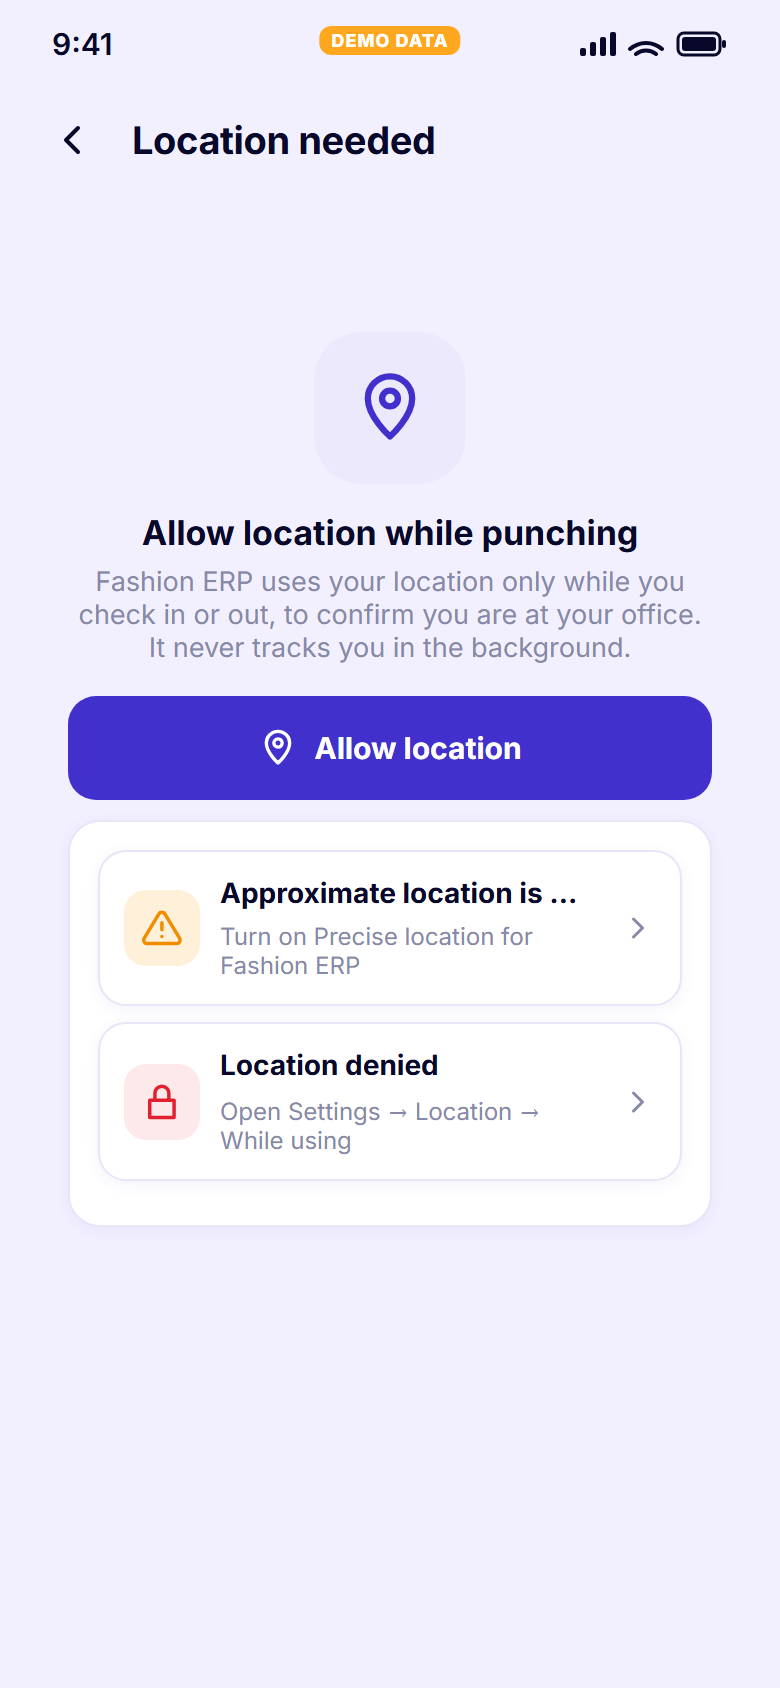 9:41
DEMO DATA
Location needed
Allow location while punching
Fashion ERP uses your location only while you
check in or out, to confirm you are at your office.
It never tracks you in the background.
Allow location
Approximate location is ...
Turn on Precise location for
Fashion ERP
Location denied
Open Settings → Location →
While using